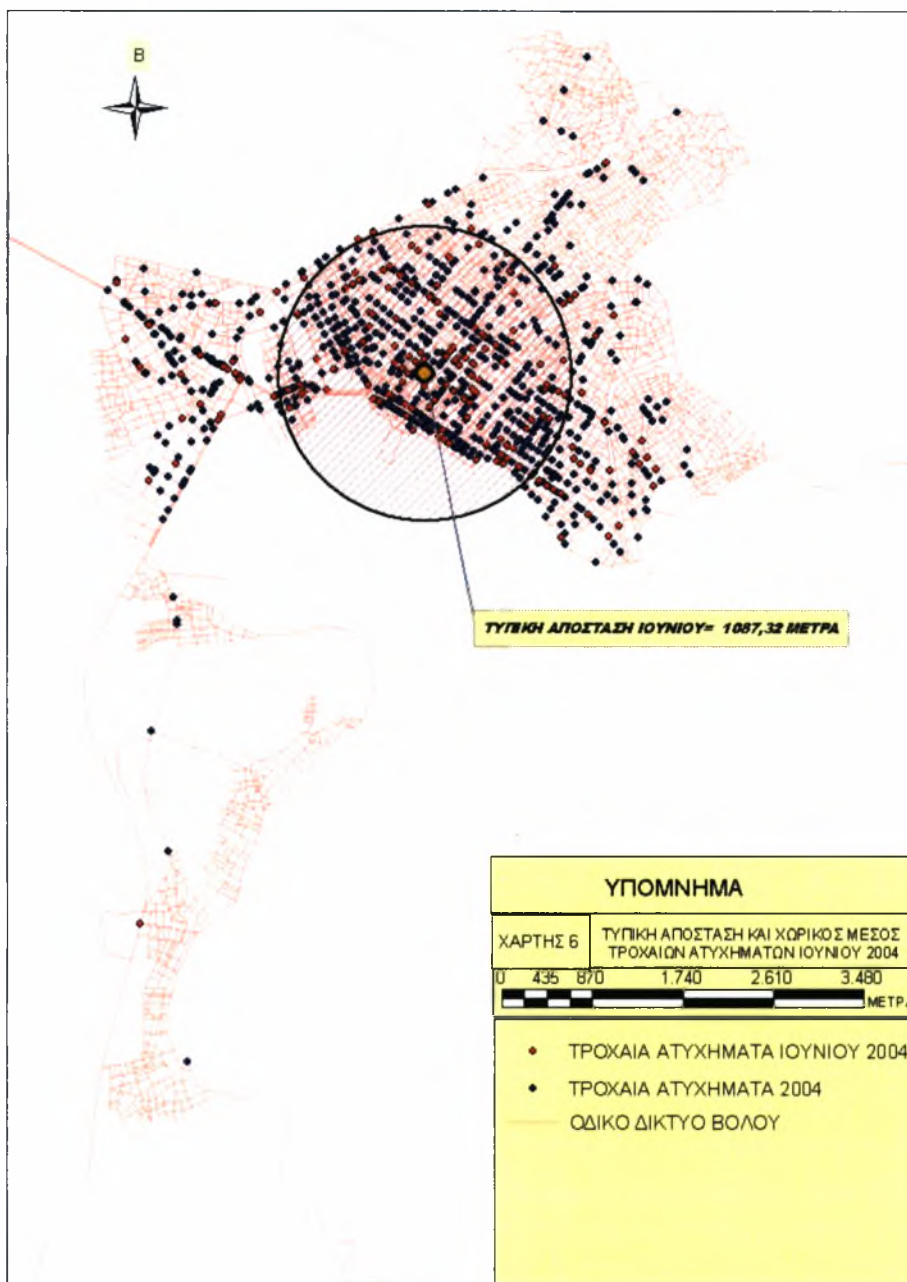 Β
ΤΥΠΙΚΗ ΑΠΟΣΤΑΣΗ ΙΟΥΝΙΟΥ= 1087,32 ΜΕΤΡΑ
ΥΠΟΜΝΗΜΑ
ΧΑΡΤΗΣ 6
ΤΥΠΙΚΗ ΑΠΟΣΤΑΣΗ ΚΑΙ ΧΩΡΙΚΟΣ ΜΕΣΟΣ
ΤΡΟΧΑΙΩΝ ΑΤΥΧΗΜΑΤΩΝ ΙΟΥΝΙΟΥ 2004
0 435 870 1.740 2.610 3.480
ΜΕΤΡΑ
ΤΡΟΧΑΙΑ ΑΤΥΧΗΜΑΤΑ ΙΟΥΝΙΟΥ 2004
ΤΡΟΧΑΙΑ ΑΤΥΧΗΜΑΤΑ 2004
ΟΔΙΚΟ ΔΙΚΤΥΟ ΒΟΛΟΥ